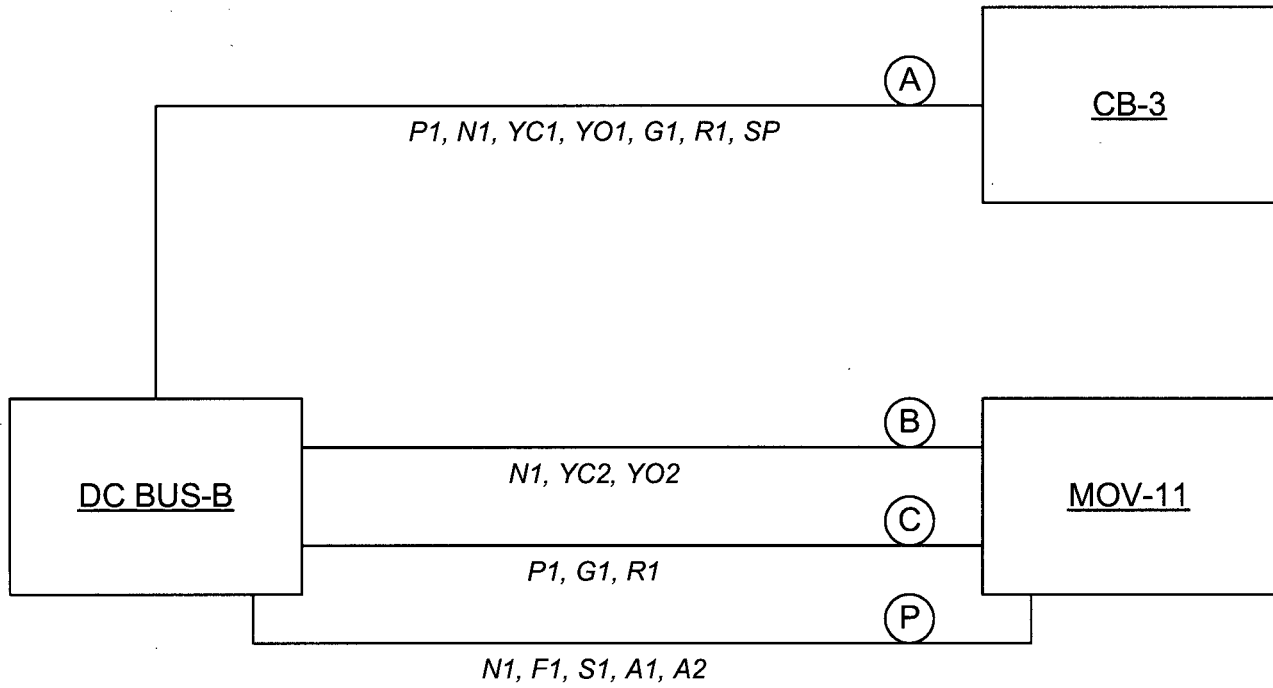 A
CB-3
P1, N1, YC1, YO1, G1, R1, SP
B
N1, YC2, YO2
DC BUS-B
MOV-11
C
P1, G1, R1
P
N1, F1, S1, A1, A2